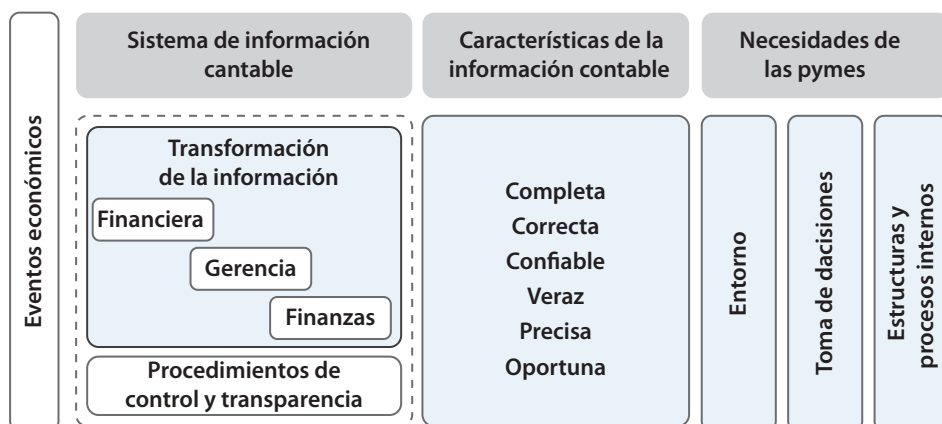 Eventos económicos
Sistema de información
cantable
Características de la
información contable
Necesidades de
las pymes
Transformación
de la información
Financiera
Gerencia
Finanzas
Procedimientos de
control y transparencia
Completa
Correcta
Confiable
Veraz
Precisa
Oportuna
Entorno
Toma de dacisiones
Estructuras y
procesos internos